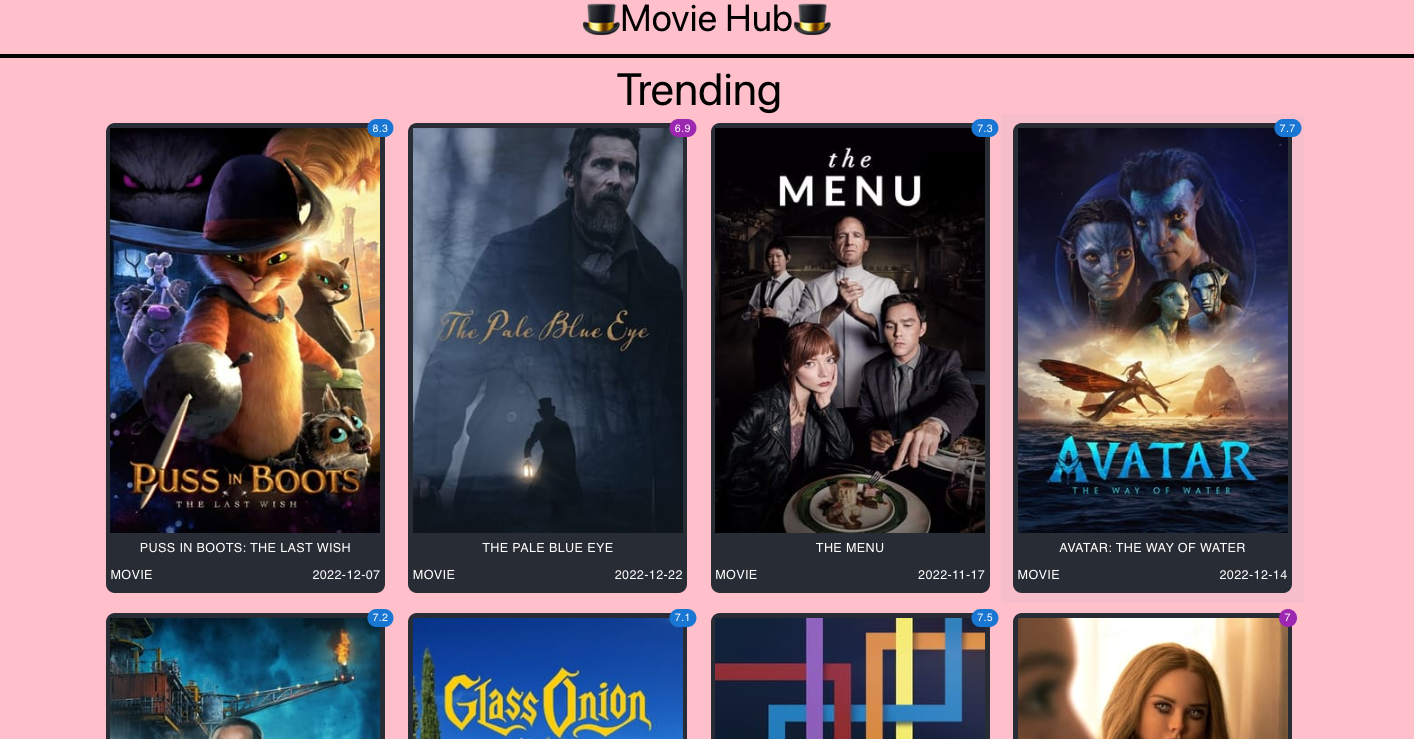 🎩Movie Hub🎩
Trending
8.3
6.9
7.3
7.7
PUSS IN BOOTS
THE LAST WISH
The Pale Blue Eye
the
MENU
AVATAR
THE WAY OF WATER
PUSS IN BOOTS: THE LAST WISH
THE PALE BLUE EYE
THE MENU
AVATAR: THE WAY OF WATER
MOVIE 2022-12-07
MOVIE 2022-12-22
MOVIE 2022-11-17
MOVIE 2022-12-14
7.2
7.1
7.5
7
GLASS ONION